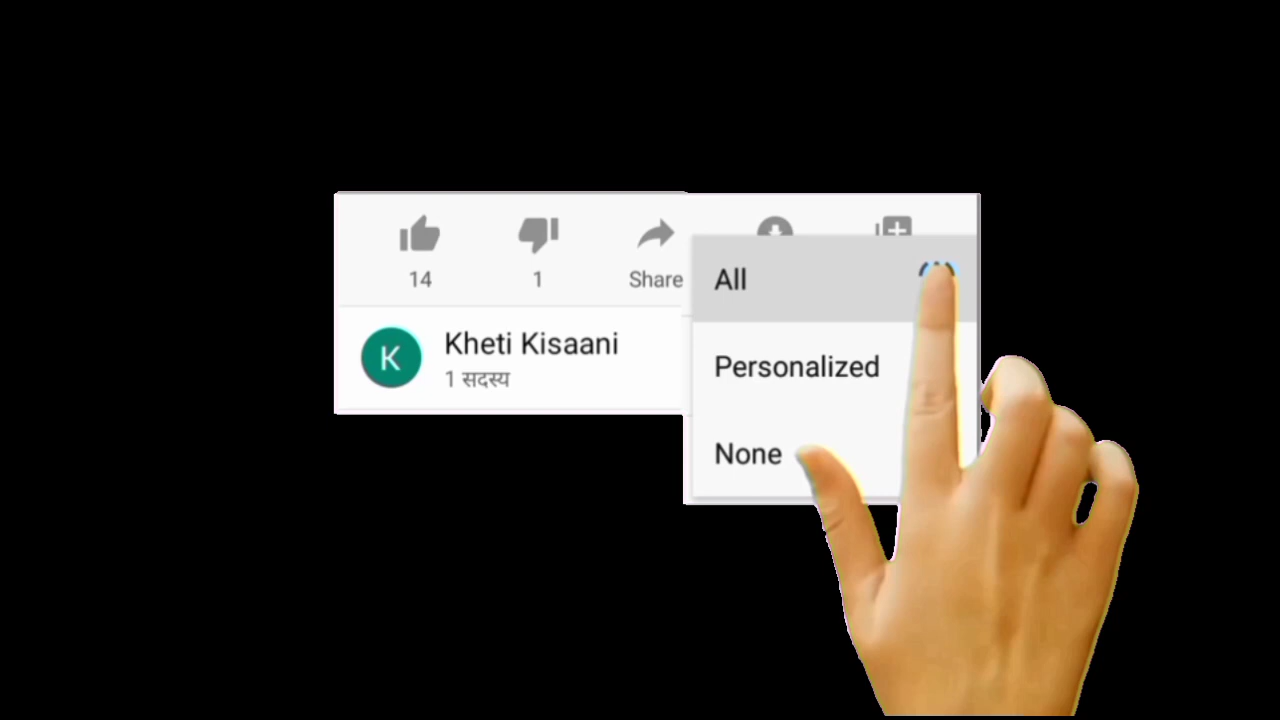 14
1
Share
K
Kheti Kisaani
1 सदस्य
All
Personalized
None